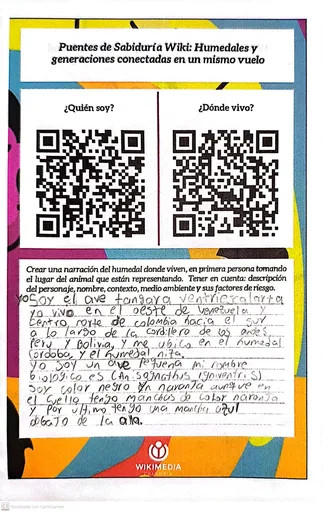 Puentes de Sabiduría Wiki: Humedales y
generaciones conectadas en un mismo vuelo
¿Quién soy?
¿Dónde vivo?
Crear una narración del humedal donde viven, en primera persona tomando
el lugar del animal que están representando. Tener en cuenta: descripción
del personaje, nombre, contexto, medio ambiente y sus factores de riesgo.
yo soy el ave tangara ventriescalarta
yo vivo en el oeste de venezuela y
centro, norte de colombia hacia el sur
a lo largo de la cordillera de los andes,
Perú y Bolivia, y me ubico en el humedal
Cordoba y el humedal nita.
yo soy un ave pequeña mi nombre
biologico es (Anisognathus igniventris)
soy color negro y naranja aunque en
el cuello tengo manchas de color naranja
y por ultimo tengo una mancha azul
debajo de la ala.
WIKIMEDIA
COLOMBIA
CS Escaneado con CamScanner